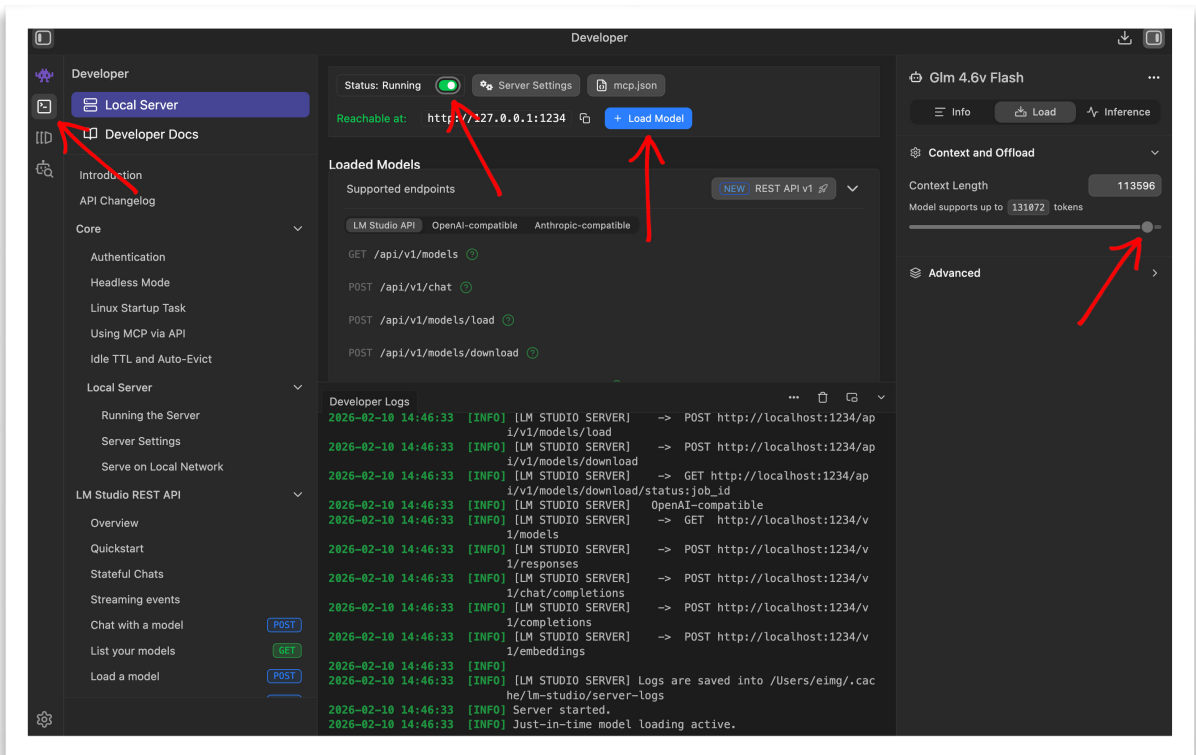 Developer
Developer
Local Server
Developer Docs
Introduction
API Changelog
Core
Authentication
Headless Mode
Linux Startup Task
Using MCP via API
Idle TTL and Auto-Evict
Local Server
Running the Server
Server Settings
Serve on Local Network
LM Studio REST API
Overview
Quickstart
Stateful Chats
Streaming events
Chat with a model POST
List your models GET
Load a model POST
Status: Running
Server Settings
mcp.json
Reachable at: http://127.0.0.1:1234
+ Load Model
Loaded Models
Supported endpoints
NEW REST API v1
LM Studio API OpenAI-compatible Anthropic-compatible
GET /api/v1/models ?
POST /api/v1/chat ?
POST /api/v1/models/load ?
POST /api/v1/models/download ?
Developer Logs
2026-02-10 14:46:33 [INFO] [LM STUDIO SERVER] -> POST http://localhost:1234/ap
i/v1/models/load
2026-02-10 14:46:33 [INFO] [LM STUDIO SERVER] -> POST http://localhost:1234/ap
i/v1/models/download
2026-02-10 14:46:33 [INFO] [LM STUDIO SERVER] -> GET http://localhost:1234/ap
i/v1/models/download/status:job_id
2026-02-10 14:46:33 [INFO] [LM STUDIO SERVER] OpenAI-compatible
2026-02-10 14:46:33 [INFO] [LM STUDIO SERVER] -> GET http://localhost:1234/v
1/models
2026-02-10 14:46:33 [INFO] [LM STUDIO SERVER] -> POST http://localhost:1234/v
1/responses
2026-02-10 14:46:33 [INFO] [LM STUDIO SERVER] -> POST http://localhost:1234/v
1/chat/completions
2026-02-10 14:46:33 [INFO] [LM STUDIO SERVER] -> POST http://localhost:1234/v
1/completions
2026-02-10 14:46:33 [INFO] [LM STUDIO SERVER] -> POST http://localhost:1234/v
1/embeddings
2026-02-10 14:46:33 [INFO]
2026-02-10 14:46:33 [INFO] [LM STUDIO SERVER] Logs are saved into /Users/eimg/.cac
he/lm-studio/server-logs
2026-02-10 14:46:33 [INFO] Server started.
2026-02-10 14:46:33 [INFO] Just-in-time model loading active.
Glm 4.6v Flash
Info Load Inference
Context and Offload
Context Length 113596
Model supports up to 131072 tokens
Advanced